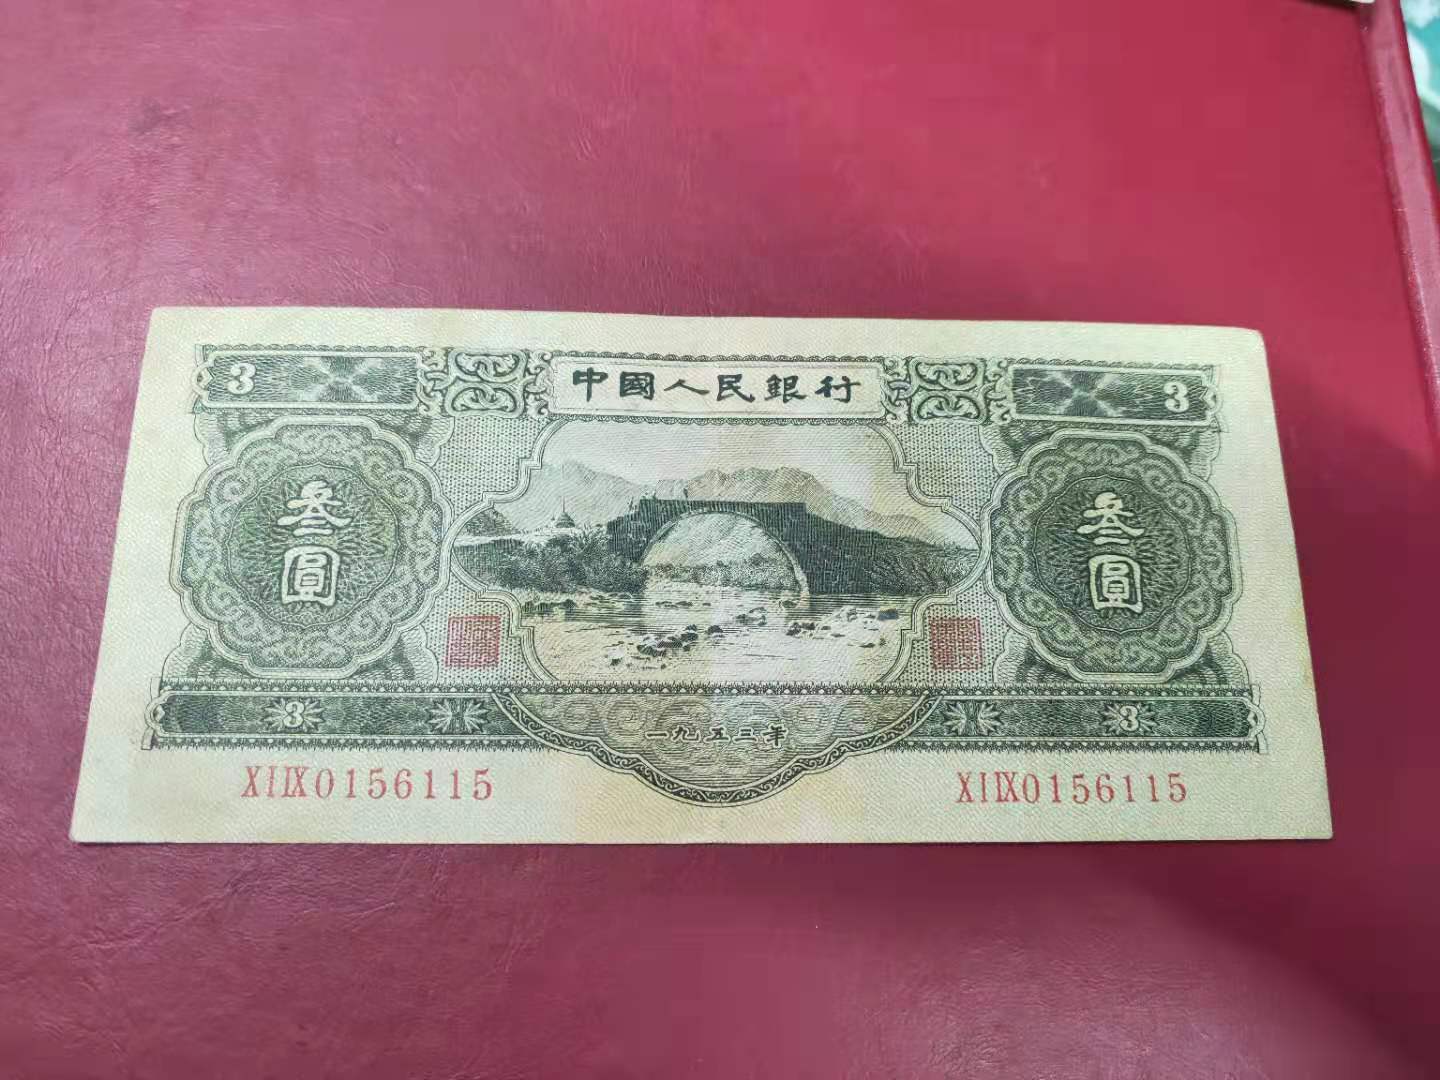 中國人民銀行
3 3
叁圓 叁圓
3 一九五三年 3
XIIX0156115 XIIX0156115